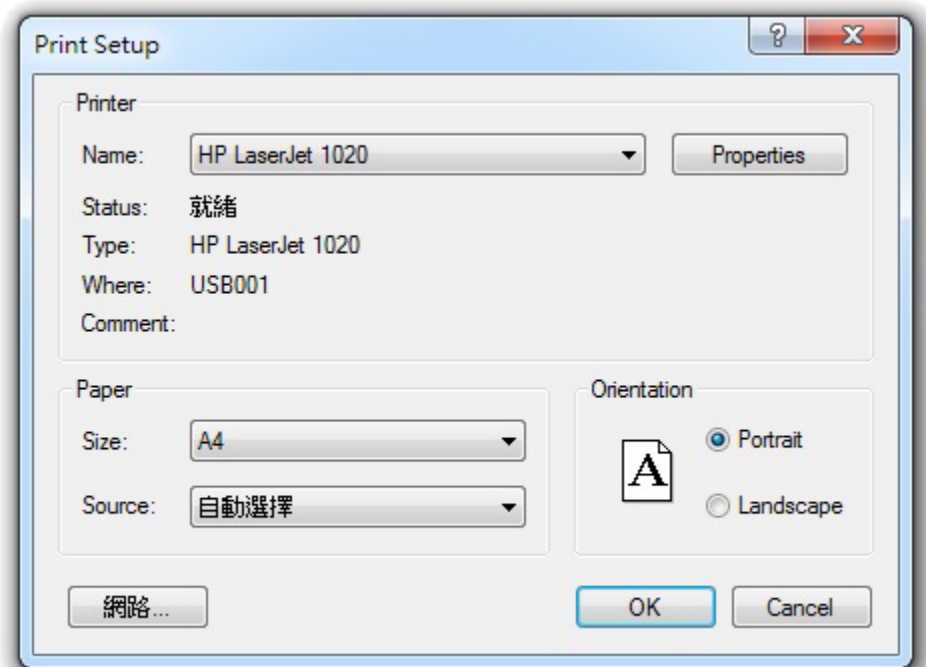 Print Setup
Printer
Name: HP LaserJet 1020 Properties
Status: 就緒
Type: HP LaserJet 1020
Where: USB001
Comment:
Paper
Size: A4
Source: 自動選擇
Orientation
A
Portrait
Landscape
網路... OK Cancel